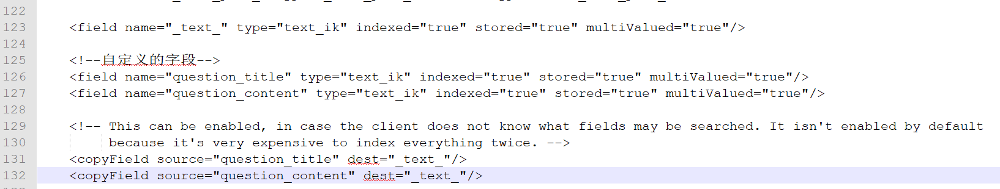 122
123 <field name="_text_" type="text_ik" indexed="true" stored="true" multiValued="true"/>
124
125 <!--自定义的字段-->
126 <field name="question_title" type="text_ik" indexed="true" stored="true" multiValued="true"/>
127 <field name="question_content" type="text_ik" indexed="true" stored="true" multiValued="true"/>
128
129 <!-- This can be enabled, in case the client does not know what fields may be searched. It isn't enabled by default
130 because it's very expensive to index everything twice. -->
131 <copyField source="question_title" dest="_text_"/>
132 <copyField source="question_content" dest="_text_"/>